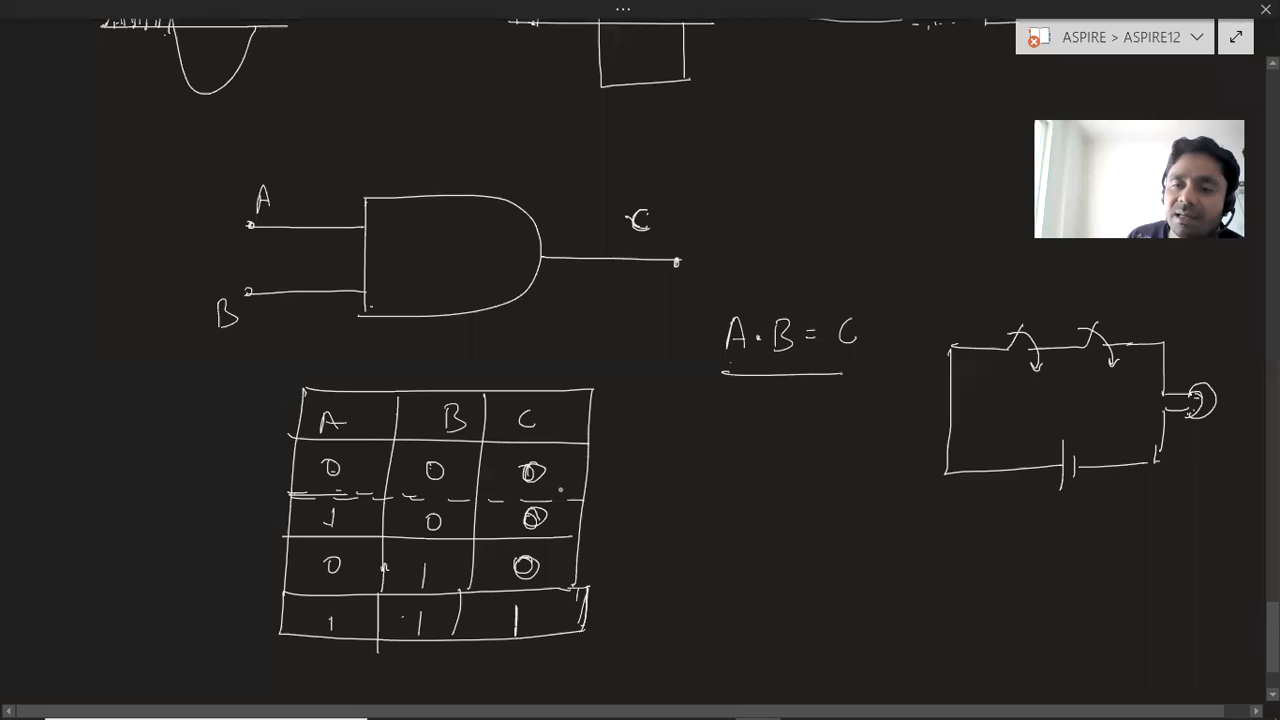 ASPIRE > ASPIRE12
A
C
B
A·B = C
A B C
0 0 0
1 0 0
0 1 0
1 1 1